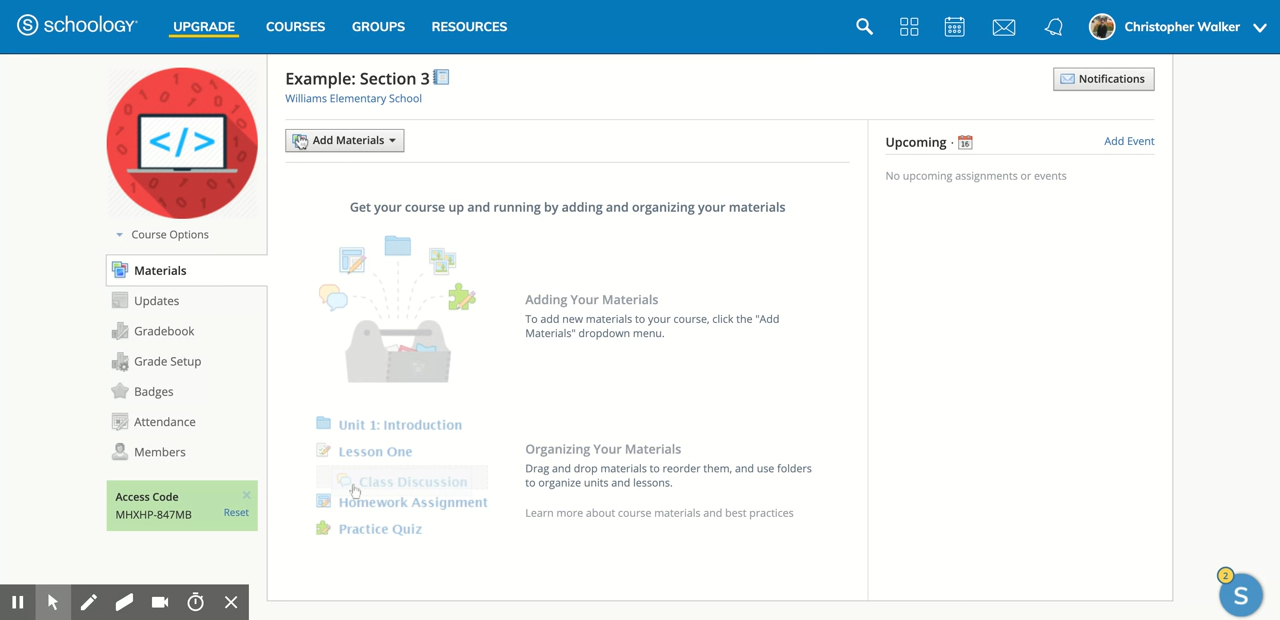 schoology
UPGRADE
COURSES
GROUPS
RESOURCES
Christopher Walker
Example: Section 3
Williams Elementary School
Notifications
Add Materials
Upcoming ·
16
Add Event
No upcoming assignments or events
</>
Course Options
Materials
Updates
Gradebook
Grade Setup
Badges
Attendance
Members
Access Code
MHXHP-847MB
Reset
Get your course up and running by adding and organizing your materials
Adding Your Materials
To add new materials to your course, click the "Add
Materials" dropdown menu.
Unit 1: Introduction
Lesson One
Class Discussion
Homework Assignment
Practice Quiz
Organizing Your Materials
Drag and drop materials to reorder them, and use folders
to organize units and lessons.
Learn more about course materials and best practices
2
S